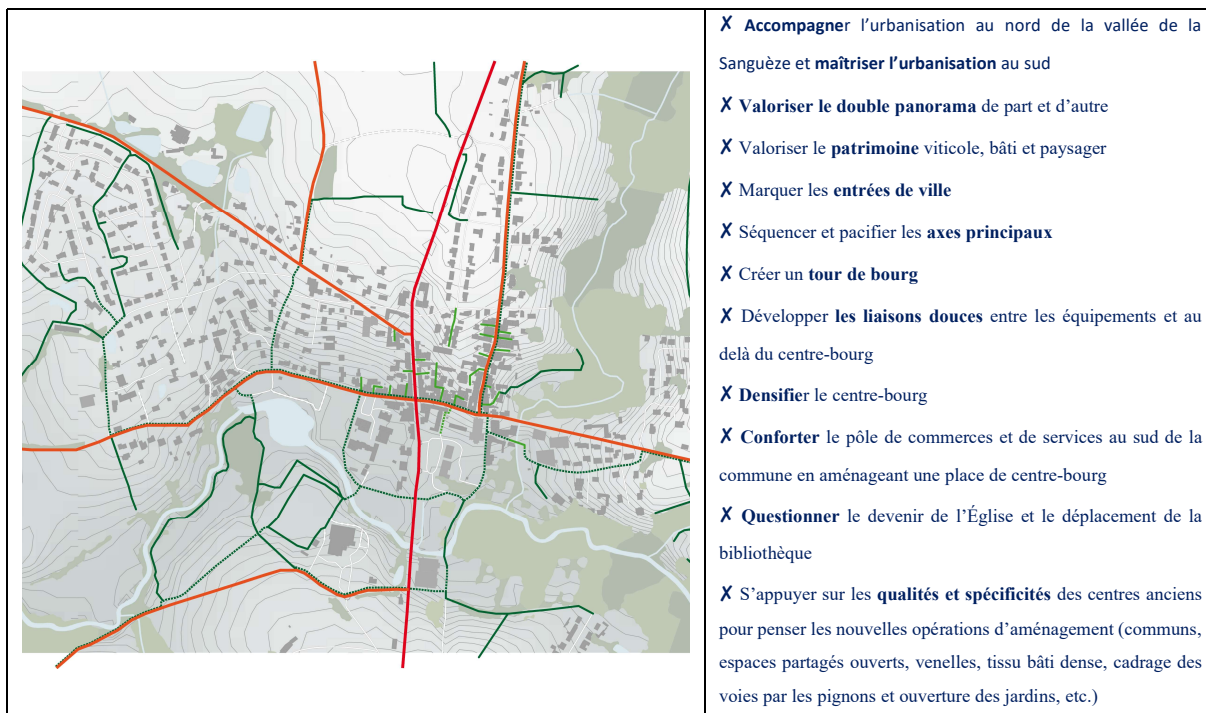 ✗ Accompagner l’urbanisation au nord de la vallée de la
Sanguèze et maîtriser l’urbanisation au sud
✗ Valoriser le double panorama de part et d’autre
✗ Valoriser le patrimoine viticole, bâti et paysager
✗ Marquer les entrées de ville
✗ Séquencer et pacifier les axes principaux
✗ Créer un tour de bourg
✗ Développer les liaisons douces entre les équipements et au
delà du centre-bourg
✗ Densifier le centre-bourg
✗ Conforter le pôle de commerces et de services au sud de la
commune en aménageant une place de centre-bourg
✗ Questionner le devenir de l’Église et le déplacement de la
bibliothèque
✗ S’appuyer sur les qualités et spécificités des centres anciens
pour penser les nouvelles opérations d’aménagement (communs,
espaces partagés ouverts, venelles, tissu bâti dense, cadrage des
voies par les pignons et ouverture des jardins, etc.)